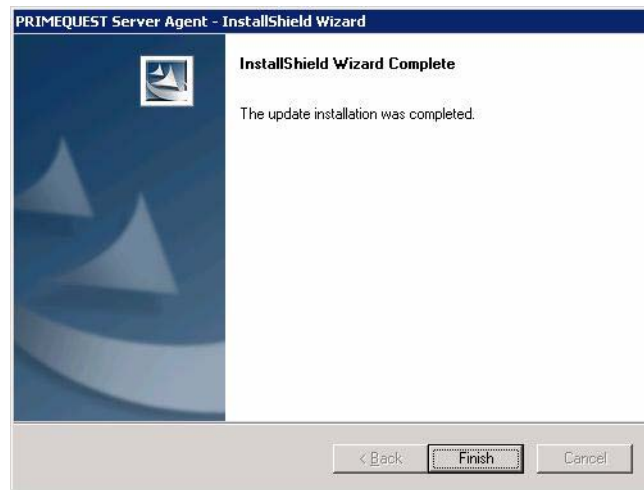 PRIMEQUEST Server Agent - InstallShield Wizard
InstallShield Wizard Complete
The update installation was completed.
< Back
Finish
Cancel